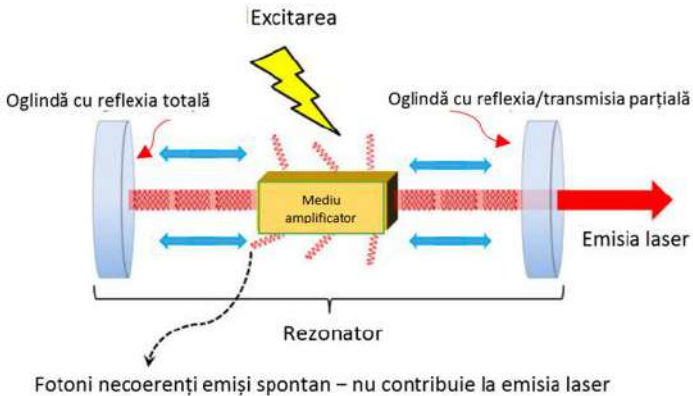 Excitarea
Oglindă cu reflexia totală
Oglindă cu reflexia/transmisia parțială
Mediu
amplificator
Emisia laser
Rezonator
Fotoni necoerenți emiși spontan – nu contribuie la emisia laser